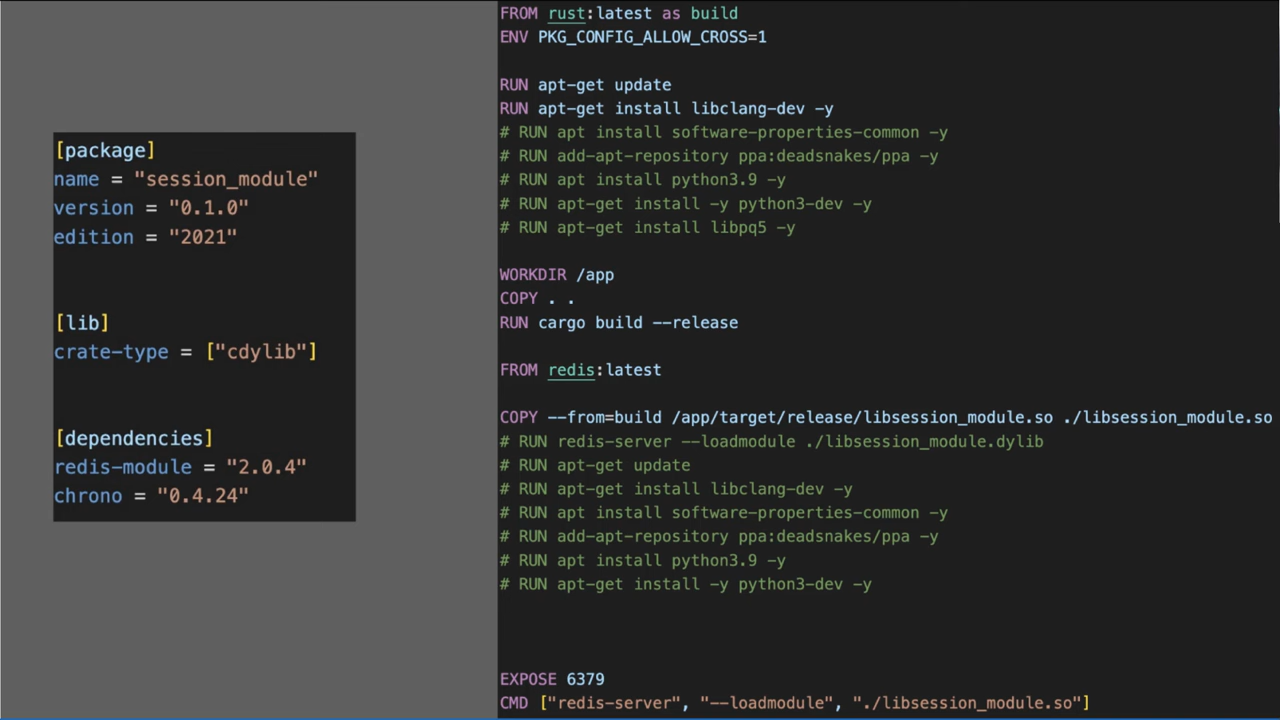 [package]
name = "session_module"
version = "0.1.0"
edition = "2021"
[lib]
crate-type = ["cdylib"]
[dependencies]
redis-module = "2.0.4"
chrono = "0.4.24"
FROM rust:latest as build
ENV PKG_CONFIG_ALLOW_CROSS=1
RUN apt-get update
RUN apt-get install libclang-dev -y
# RUN apt install software-properties-common -y
# RUN add-apt-repository ppa:deadsnakes/ppa -y
# RUN apt install python3.9 -y
# RUN apt-get install -y python3-dev -y
# RUN apt-get install libpq5 -y
WORKDIR /app
COPY . .
RUN cargo build --release
FROM redis:latest
COPY --from=build /app/target/release/libsession_module.so ./libsession_module.so
# RUN redis-server --loadmodule ./libsession_module.dylib
# RUN apt-get update
# RUN apt-get install libclang-dev -y
# RUN apt install software-properties-common -y
# RUN add-apt-repository ppa:deadsnakes/ppa -y
# RUN apt install python3.9 -y
# RUN apt-get install -y python3-dev -y
EXPOSE 6379
CMD ["redis-server", "--loadmodule", "./libsession_module.so"]